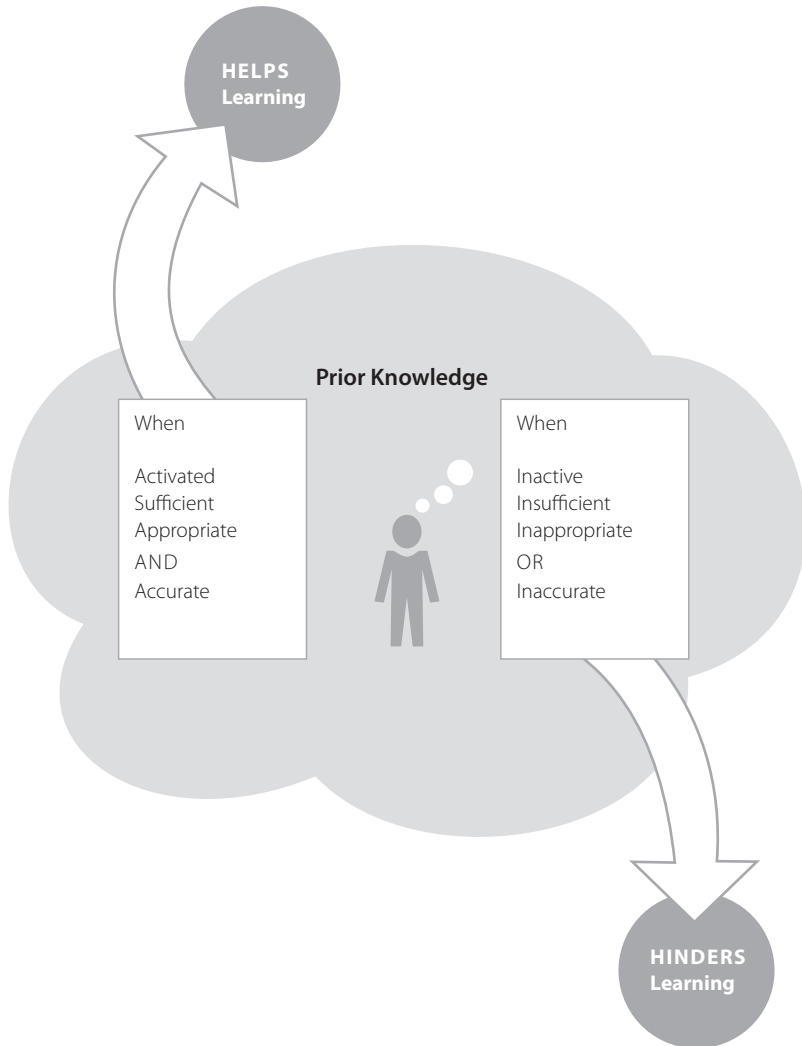 HELPS
Learning
Prior Knowledge
When
Activated
Sufficient
Appropriate
AND
Accurate
When
Inactive
Insufficient
Inappropriate
OR
Inaccurate
HINDERS
Learning